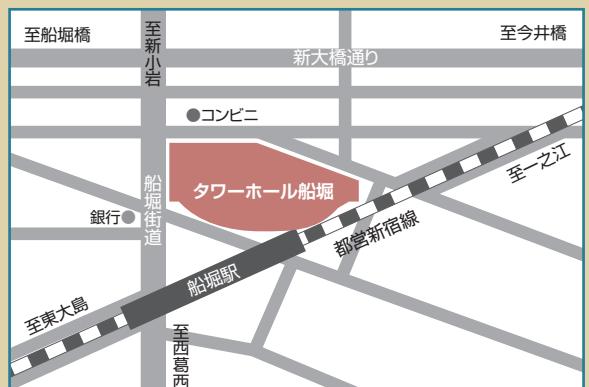 至船堀橋
至新小岩
至今井橋
新大橋通り
コンビニ
至一之江
タワーホール船堀
船堀街道
銀行
都営新宿線
船堀駅
至東大島
至西葛西